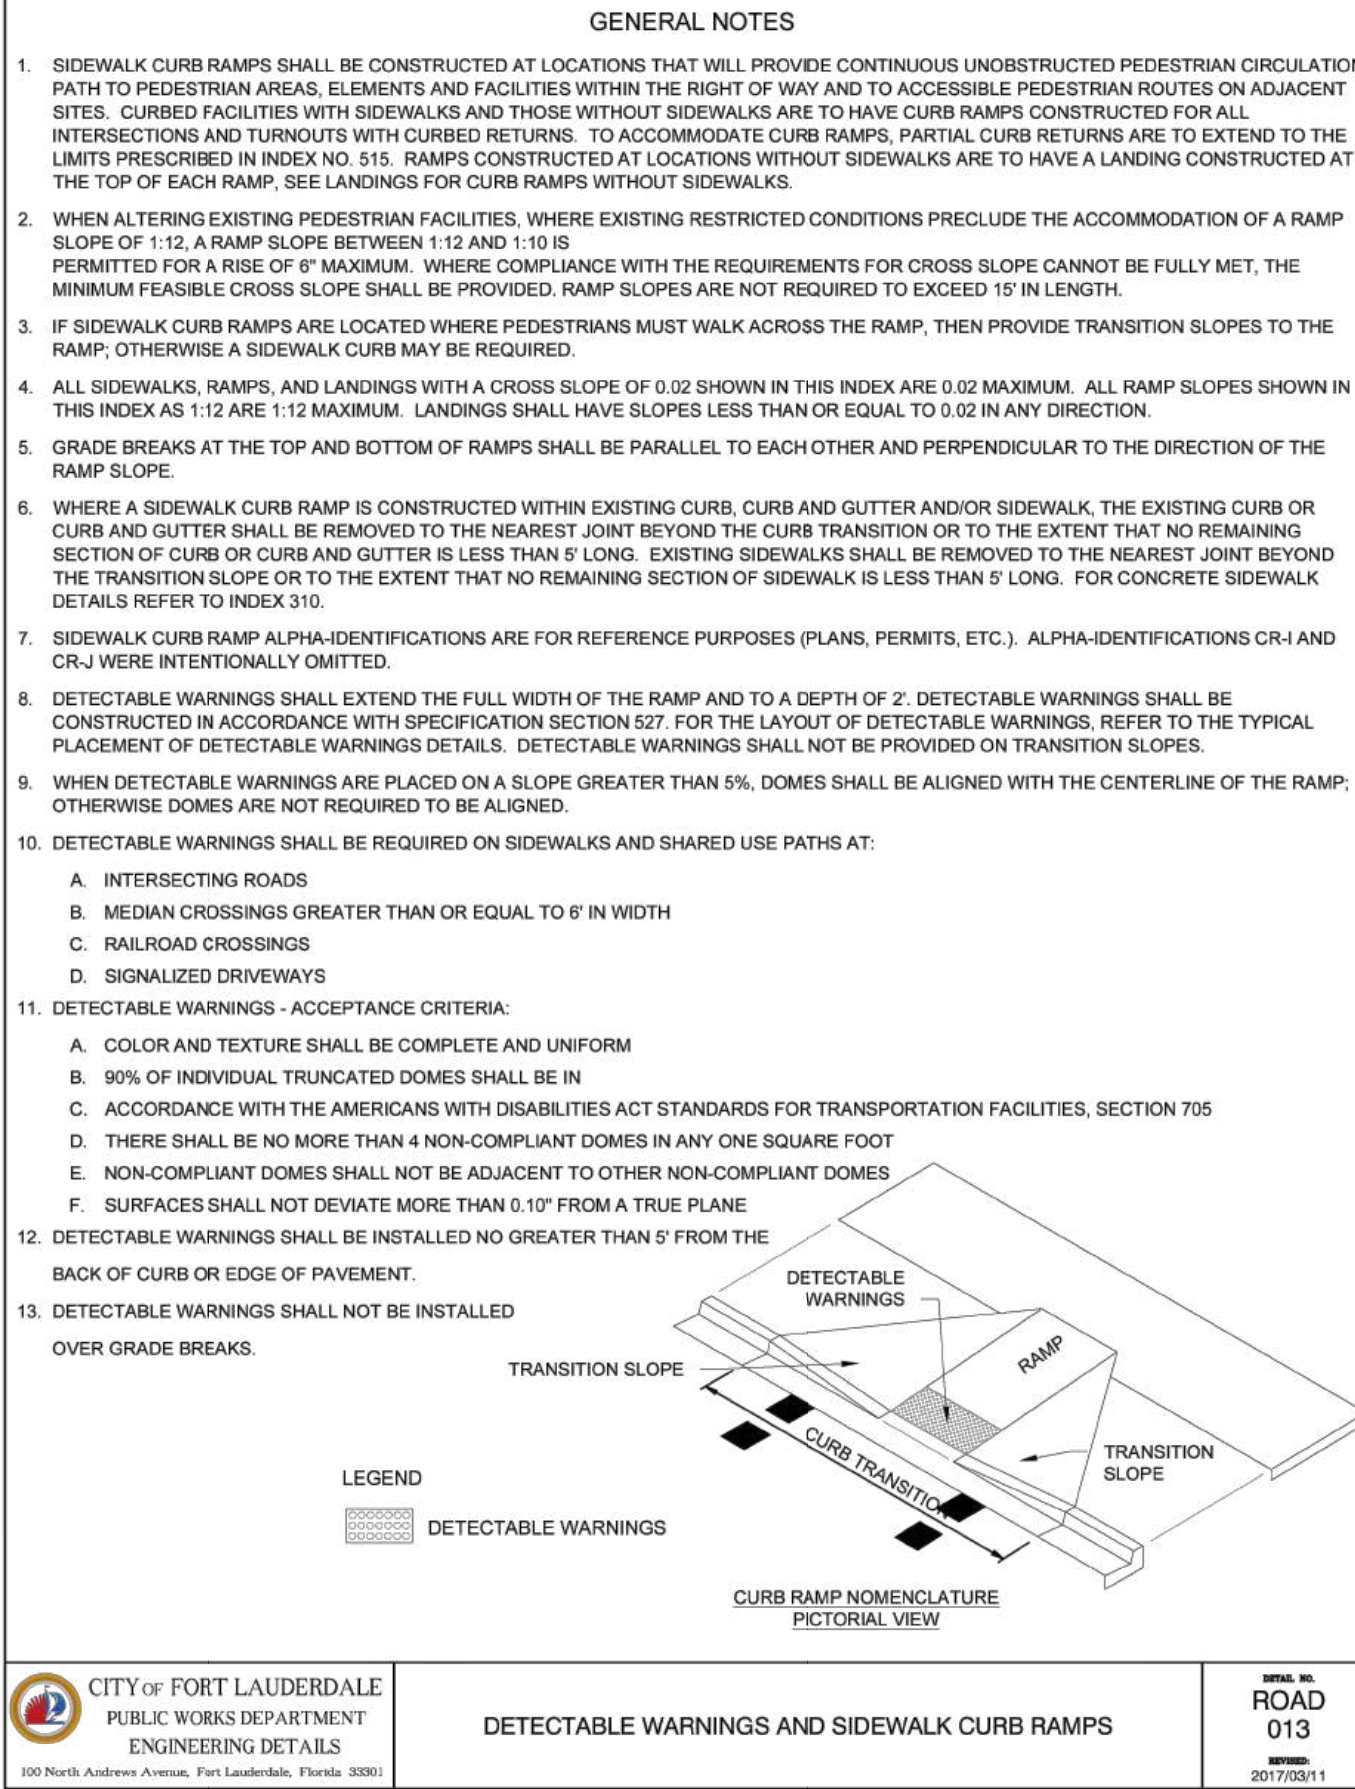 GENERAL NOTES
1. SIDEWALK CURB RAMPS SHALL BE CONSTRUCTED AT LOCATIONS THAT WILL PROVIDE CONTINUOUS UNOBSTRUCTED PEDESTRIAN CIRCULATION
PATH TO PEDESTRIAN AREAS, ELEMENTS AND FACILITIES WITHIN THE RIGHT OF WAY AND TO ACCESSIBLE PEDESTRIAN ROUTES ON ADJACENT
SITES. CURBED FACILITIES WITH SIDEWALKS AND THOSE WITHOUT SIDEWALKS ARE TO HAVE CURB RAMPS CONSTRUCTED FOR ALL
INTERSECTIONS AND TURNOUTS WITH CURBED RETURNS. TO ACCOMMODATE CURB RAMPS, PARTIAL CURB RETURNS ARE TO EXTEND TO THE
LIMITS PRESCRIBED IN INDEX NO. 515. RAMPS CONSTRUCTED AT LOCATIONS WITHOUT SIDEWALKS ARE TO HAVE A LANDING CONSTRUCTED AT
THE TOP OF EACH RAMP, SEE LANDINGS FOR CURB RAMPS WITHOUT SIDEWALKS.
2. WHEN ALTERING EXISTING PEDESTRIAN FACILITIES, WHERE EXISTING RESTRICTED CONDITIONS PRECLUDE THE ACCOMMODATION OF A RAMP
SLOPE OF 1:12, A RAMP SLOPE BETWEEN 1:12 AND 1:10 IS
PERMITTED FOR A RISE OF 6" MAXIMUM. WHERE COMPLIANCE WITH THE REQUIREMENTS FOR CROSS SLOPE CANNOT BE FULLY MET, THE
MINIMUM FEASIBLE CROSS SLOPE SHALL BE PROVIDED. RAMP SLOPES ARE NOT REQUIRED TO EXCEED 15' IN LENGTH.
3. IF SIDEWALK CURB RAMPS ARE LOCATED WHERE PEDESTRIANS MUST WALK ACROSS THE RAMP, THEN PROVIDE TRANSITION SLOPES TO THE
RAMP; OTHERWISE A SIDEWALK CURB MAY BE REQUIRED.
4. ALL SIDEWALKS, RAMPS, AND LANDINGS WITH A CROSS SLOPE OF 0.02 SHOWN IN THIS INDEX ARE 0.02 MAXIMUM. ALL RAMP SLOPES SHOWN IN
THIS INDEX AS 1:12 ARE 1:12 MAXIMUM. LANDINGS SHALL HAVE SLOPES LESS THAN OR EQUAL TO 0.02 IN ANY DIRECTION.
5. GRADE BREAKS AT THE TOP AND BOTTOM OF RAMPS SHALL BE PARALLEL TO EACH OTHER AND PERPENDICULAR TO THE DIRECTION OF THE
RAMP SLOPE.
6. WHERE A SIDEWALK CURB RAMP IS CONSTRUCTED WITHIN EXISTING CURB, CURB AND GUTTER AND/OR SIDEWALK, THE EXISTING CURB OR
CURB AND GUTTER SHALL BE REMOVED TO THE NEAREST JOINT BEYOND THE CURB TRANSITION OR TO THE EXTENT THAT NO REMAINING
SECTION OF CURB OR CURB AND GUTTER IS LESS THAN 5' LONG. EXISTING SIDEWALKS SHALL BE REMOVED TO THE NEAREST JOINT BEYOND
THE TRANSITION SLOPE OR TO THE EXTENT THAT NO REMAINING SECTION OF SIDEWALK IS LESS THAN 5' LONG. FOR CONCRETE SIDEWALK
DETAILS REFER TO INDEX 310.
7. SIDEWALK CURB RAMP ALPHA-IDENTIFICATIONS ARE FOR REFERENCE PURPOSES (PLANS, PERMITS, ETC.). ALPHA-IDENTIFICATIONS CR-I AND
CR-J WERE INTENTIONALLY OMITTED.
8. DETECTABLE WARNINGS SHALL EXTEND THE FULL WIDTH OF THE RAMP AND TO A DEPTH OF 2'. DETECTABLE WARNINGS SHALL BE
CONSTRUCTED IN ACCORDANCE WITH SPECIFICATION SECTION 527. FOR THE LAYOUT OF DETECTABLE WARNINGS, REFER TO THE TYPICAL
PLACEMENT OF DETECTABLE WARNINGS DETAILS. DETECTABLE WARNINGS SHALL NOT BE PROVIDED ON TRANSITION SLOPES.
9. WHEN DETECTABLE WARNINGS ARE PLACED ON A SLOPE GREATER THAN 5%, DOMES SHALL BE ALIGNED WITH THE CENTERLINE OF THE RAMP;
OTHERWISE DOMES ARE NOT REQUIRED TO BE ALIGNED.
10. DETECTABLE WARNINGS SHALL BE REQUIRED ON SIDEWALKS AND SHARED USE PATHS AT:
A. INTERSECTING ROADS
B. MEDIAN CROSSINGS GREATER THAN OR EQUAL TO 6' IN WIDTH
C. RAILROAD CROSSINGS
D. SIGNALIZED DRIVEWAYS
11. DETECTABLE WARNINGS - ACCEPTANCE CRITERIA:
A. COLOR AND TEXTURE SHALL BE COMPLETE AND UNIFORM
B. 90% OF INDIVIDUAL TRUNCATED DOMES SHALL BE IN
C. ACCORDANCE WITH THE AMERICANS WITH DISABILITIES ACT STANDARDS FOR TRANSPORTATION FACILITIES, SECTION 705
D. THERE SHALL BE NO MORE THAN 4 NON-COMPLIANT DOMES IN ANY ONE SQUARE FOOT
E. NON-COMPLIANT DOMES SHALL NOT BE ADJACENT TO OTHER NON-COMPLIANT DOMES
F. SURFACES SHALL NOT DEVIATE MORE THAN 0.10" FROM A TRUE PLANE
12. DETECTABLE WARNINGS SHALL BE INSTALLED NO GREATER THAN 5' FROM THE
BACK OF CURB OR EDGE OF PAVEMENT.
13. DETECTABLE WARNINGS SHALL NOT BE INSTALLED
OVER GRADE BREAKS.
DETECTABLE
WARNINGS
RAMP
TRANSITION SLOPE
CURB TRANSITION
TRANSITION
SLOPE
LEGEND
DETECTABLE WARNINGS
CURB RAMP NOMENCLATURE
PICTORIAL VIEW
CITY OF FORT LAUDERDALE
PUBLIC WORKS DEPARTMENT
ENGINEERING DETAILS
100 North Andrews Avenue, Fort Lauderdale, Florida 33301
DETECTABLE WARNINGS AND SIDEWALK CURB RAMPS
DETAIL NO.
ROAD
013
REVISED:
2017/03/11